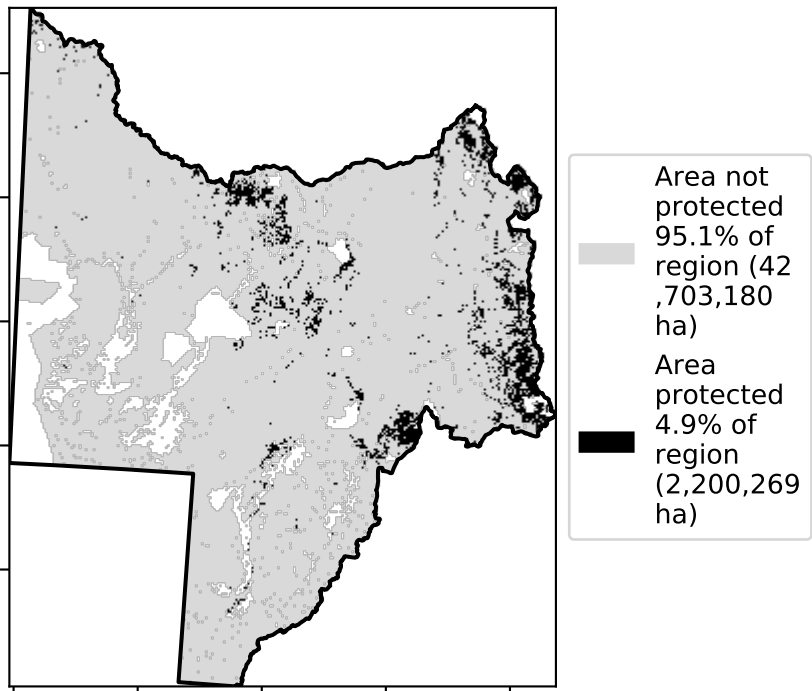 Area not
protected
95.1% of
region (42
,703,180
ha)
Area
protected
4.9% of
region
(2,200,269
ha)